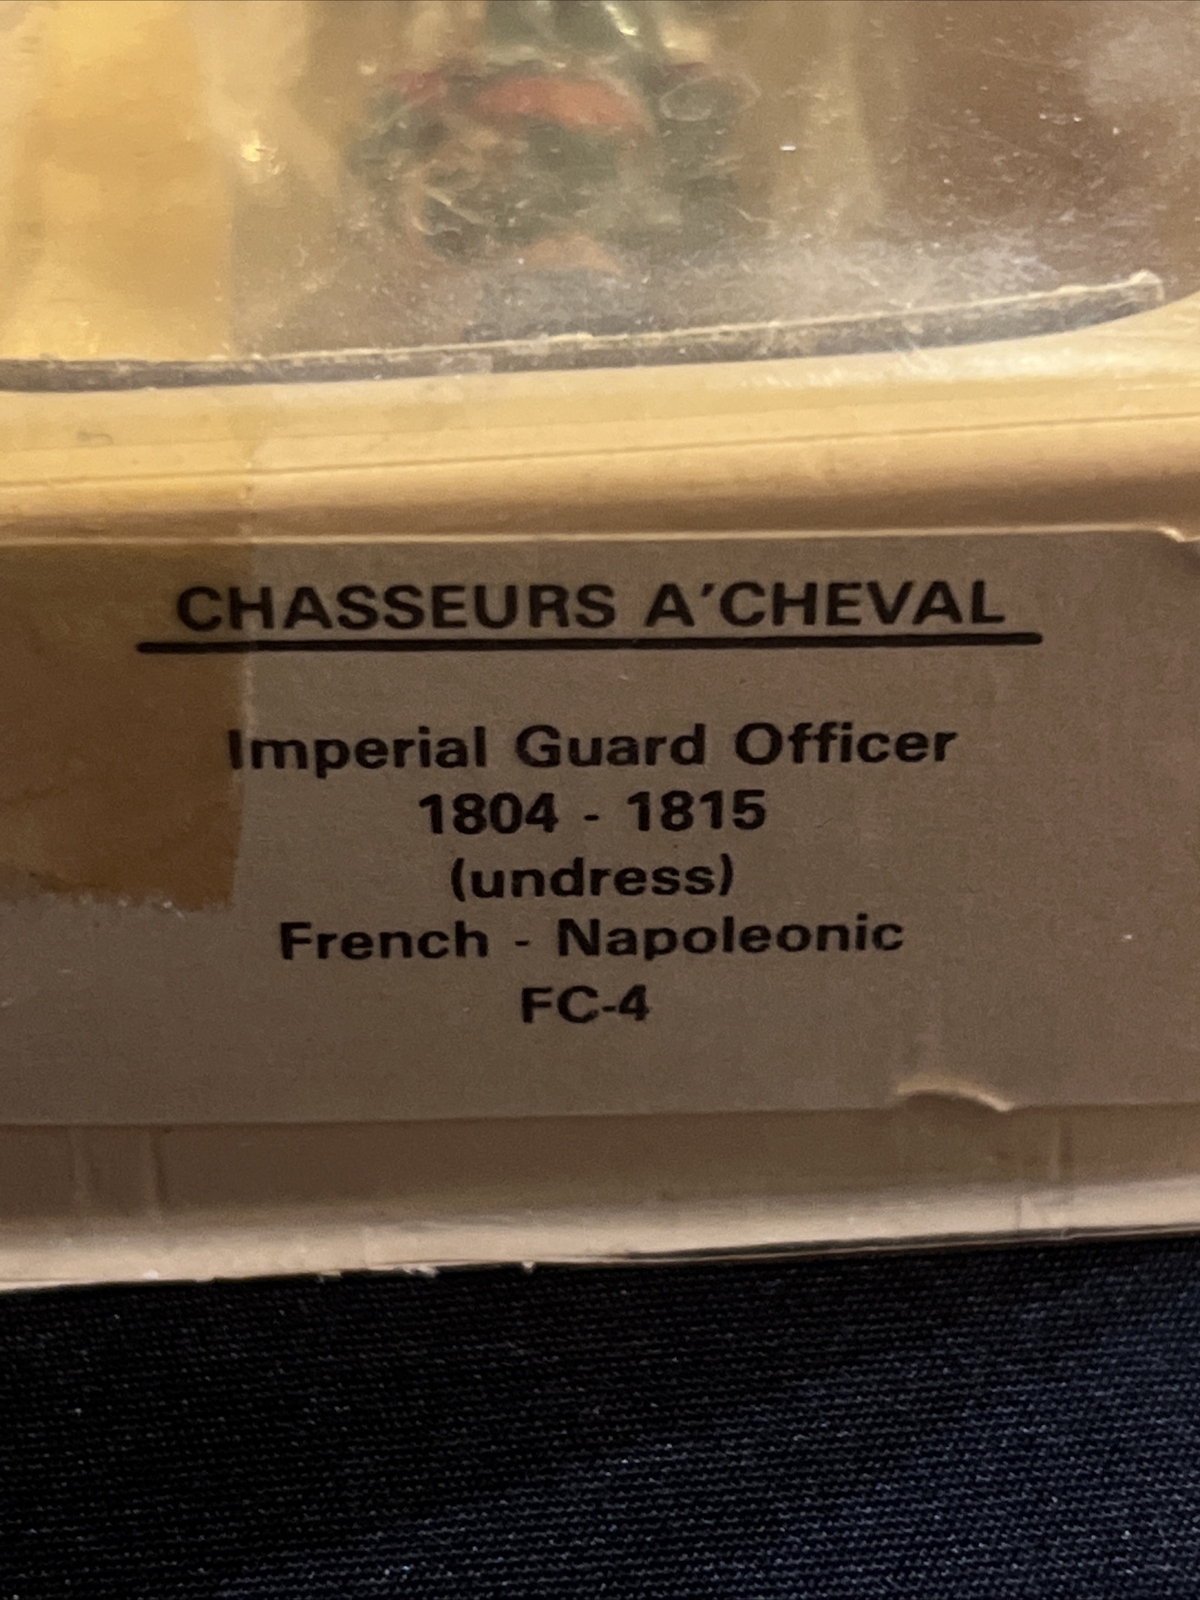 CHASSEURS A'CHEVAL
Imperial Guard Officer
1804 - 1815
(undress)
French - Napoleonic
FC-4